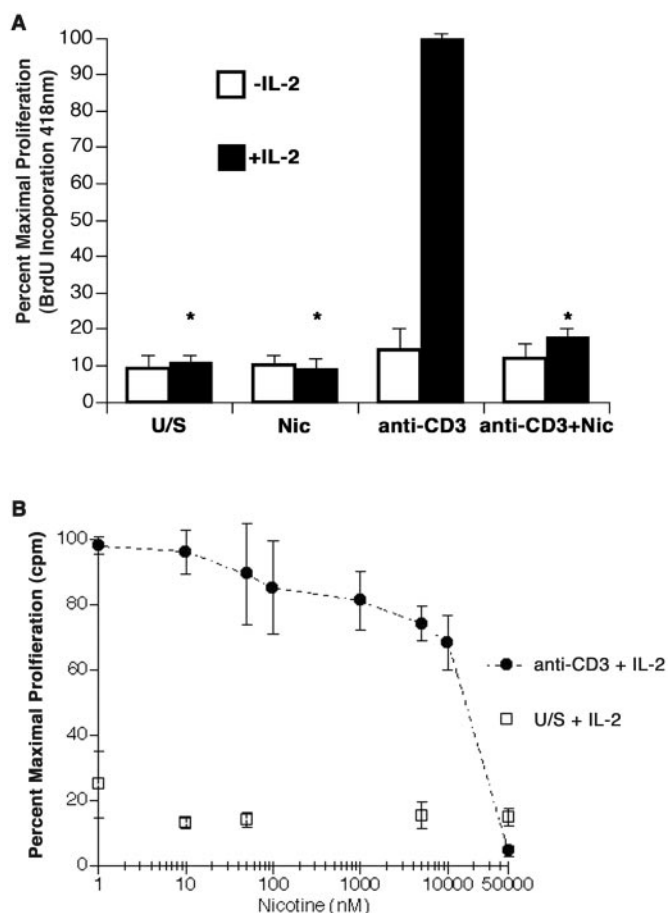 A
Percent Maximal Proliferation
(BrdU Incoporation 418nm)
100
90
80
70
60
50
40
30
20
10
0
-IL-2
+IL-2
*
*
*
U/S
Nic
anti-CD3
anti-CD3+Nic
B
Percent Maximal Prolfieration (cpm)
100
80
60
40
20
0
anti-CD3 + IL-2
U/S + IL-2
1
10
100
1000
10000
50000
Nicotine (nM)